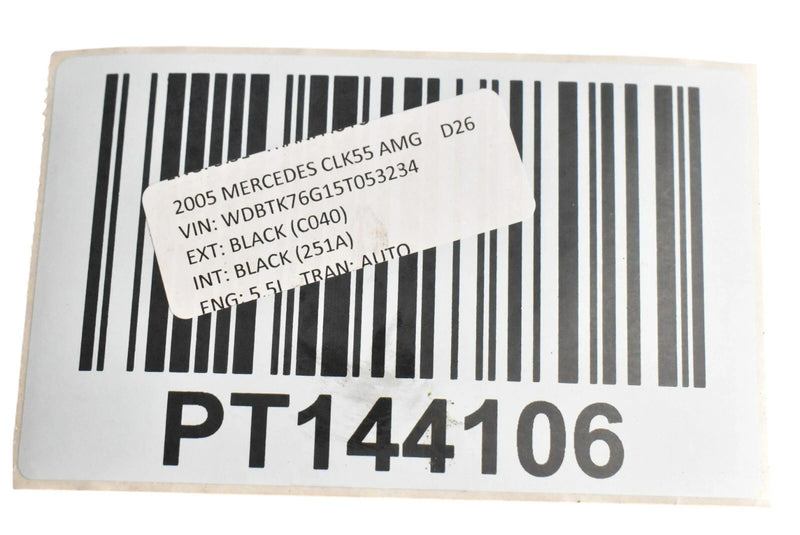 2005 MERCEDES CLK55 AMG D26
VIN: WDBTK76G15T053234
EXT: BLACK (C040)
INT: BLACK (251A)
ENG: 5.5L TRAN: AUTO
PT144106